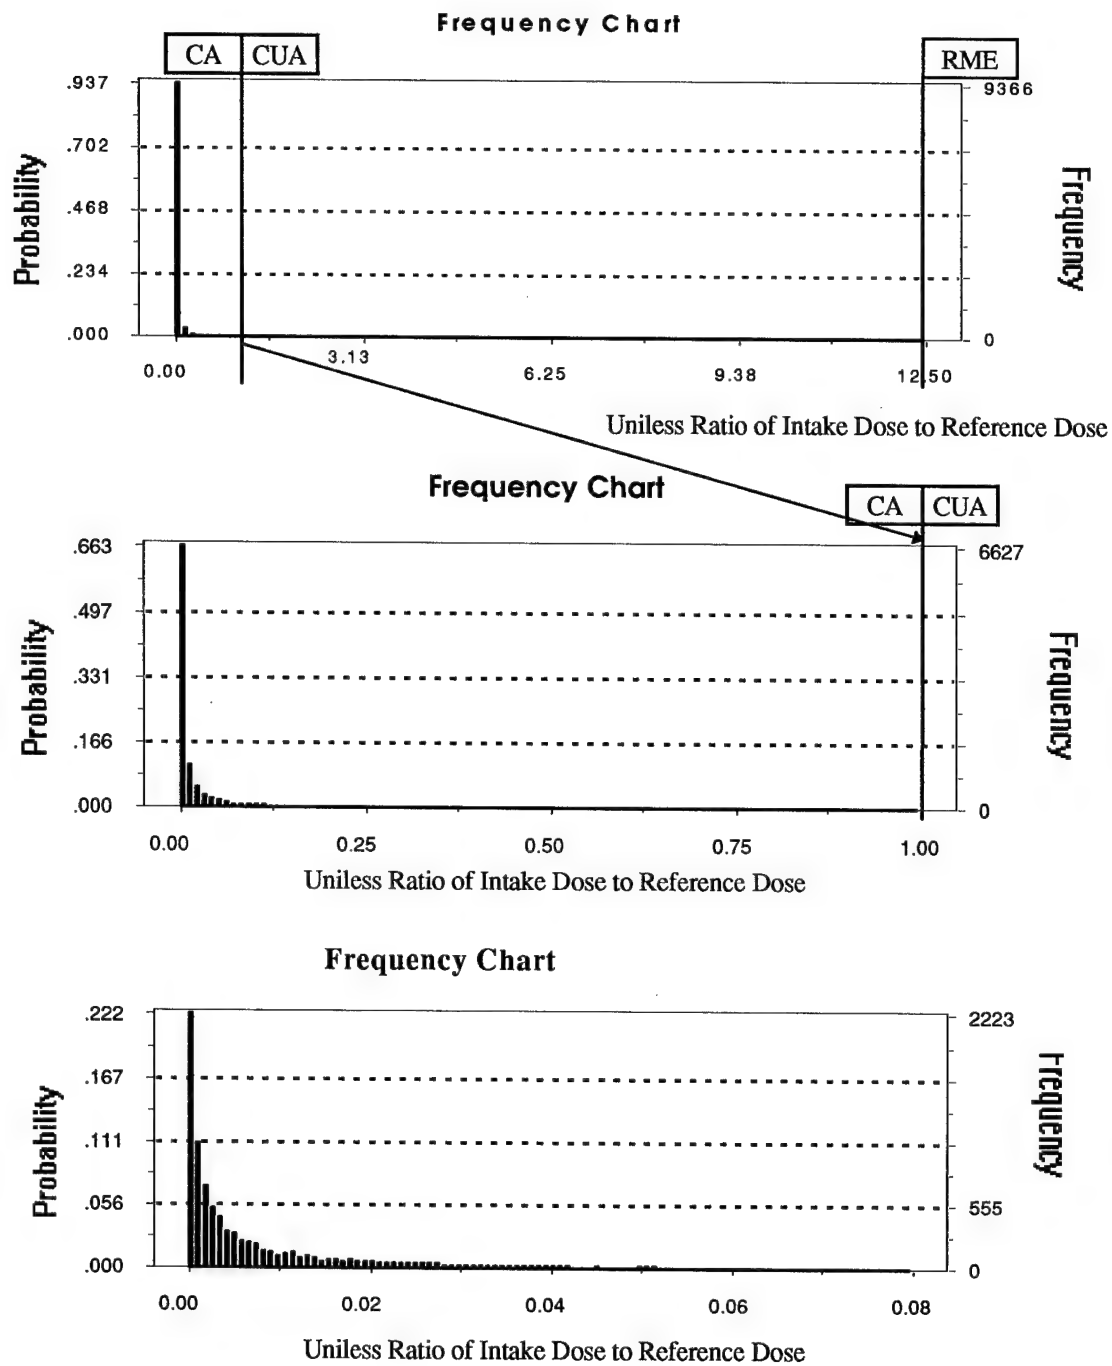 Frequency Chart
CA CUA RME
.937 9366
.702
.468
.234
.000 0
Probability
Frequency
0.00 3.13 6.25 9.38 12.50
Uniless Ratio of Intake Dose to Reference Dose
Frequency Chart
CA CUA
.663 6627
.497
.331
.166
.000 0
Probability
Frequency
0.00 0.25 0.50 0.75 1.00
Uniless Ratio of Intake Dose to Reference Dose
Frequency Chart
.222 2223
.167
.111
.056 555
.000 0
Probability
Frequency
0.00 0.02 0.04 0.06 0.08
Uniless Ratio of Intake Dose to Reference Dose